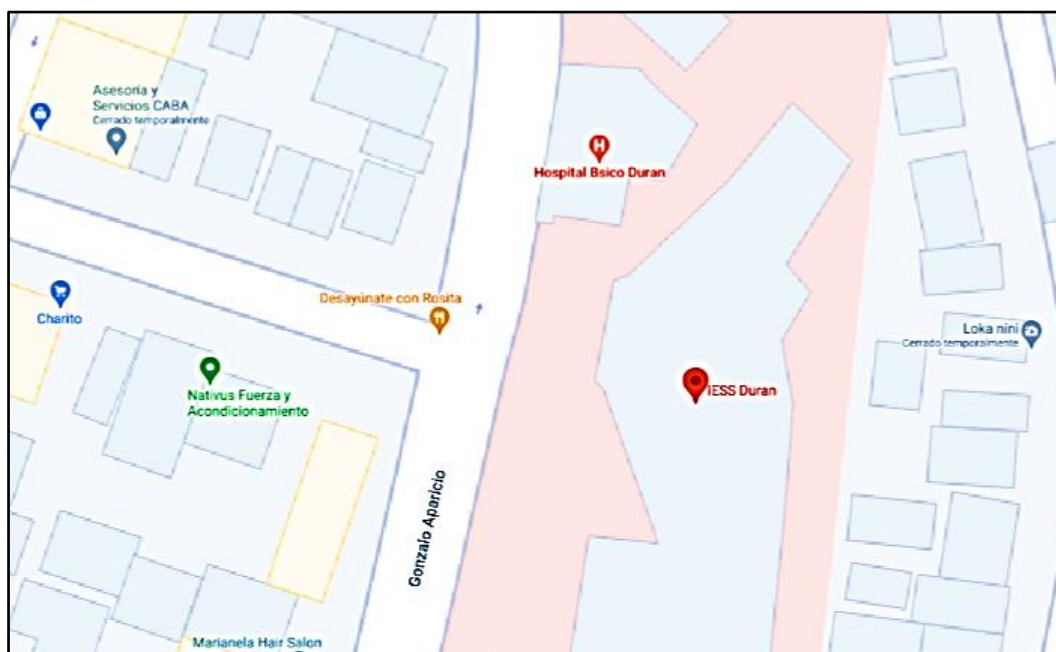 Asesoría y
Servicios CABA
Cerrado temporalmente
H
Hospital Bsico Duran
Desayúnate con Rosita
Charito
Loka nini
Cerrado temporalmente
Nativus Fuerza y
Acondicionamiento
IESS Duran
Gonzalo Aparicio
Marianela Hair Salon